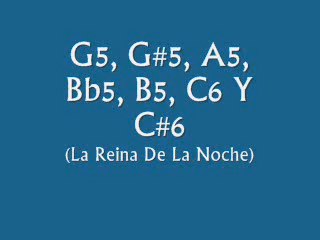 G5, G#5, A5,
Bb5, B5, C6 Y
C#6
(La Reina De La Noche)